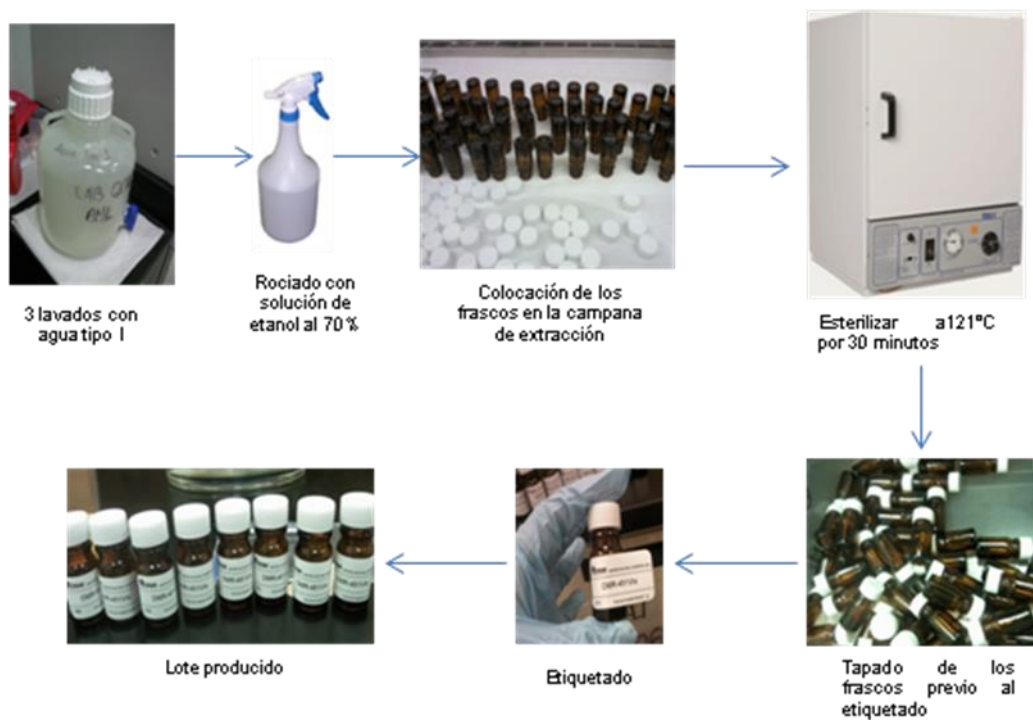 3 lavados con
agua tipo I
Rociado con
solución de
etanol al 70%
Colocación de los
frascos en la campana
de extracción
Esterilizar a121ºC
por 30 minutos
Tapado de los
frascos previo al
etiquetado
Etiquetado
Lote producido